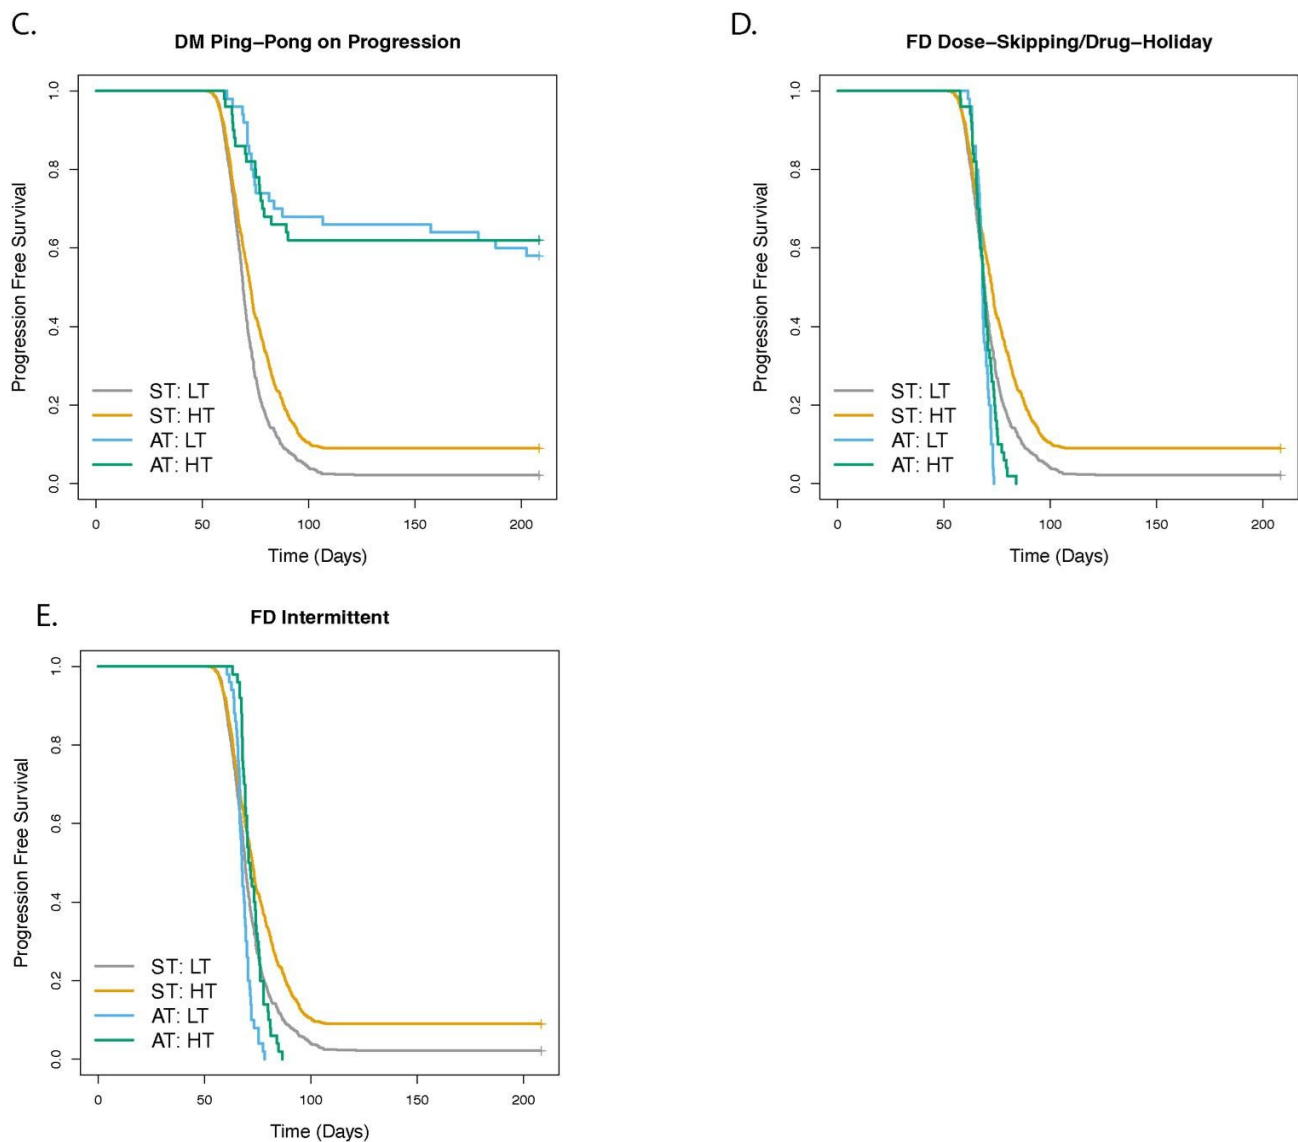 C.
DM Ping–Pong on Progression
Progression Free Survival
1.0
0.8
0.6
0.4
0.2
0.0
ST: LT
ST: HT
AT: LT
AT: HT
0 50 100 150 200
Time (Days)
D.
FD Dose–Skipping/Drug–Holiday
Progression Free Survival
1.0
0.8
0.6
0.4
0.2
0.0
ST: LT
ST: HT
AT: LT
AT: HT
0 50 100 150 200
Time (Days)
E.
FD Intermittent
Progression Free Survival
1.0
0.8
0.6
0.4
0.2
0.0
ST: LT
ST: HT
AT: LT
AT: HT
0 50 100 150 200
Time (Days)